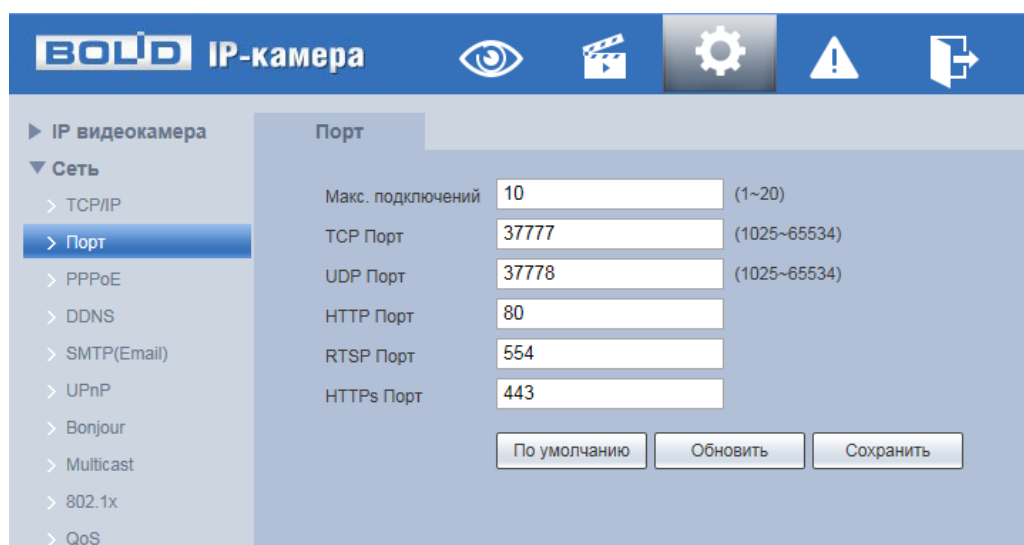 BOLID IP-камера
IP видеокамера
Сеть
TCP/IP
Порт
PPPoE
DDNS
SMTP(Email)
UPnP
Bonjour
Multicast
802.1x
QoS
Порт
Макс. подключений 10 (1~20)
TCP Порт 37777 (1025~65534)
UDP Порт 37778 (1025~65534)
HTTP Порт 80
RTSP Порт 554
HTTPs Порт 443
По умолчанию Обновить Сохранить